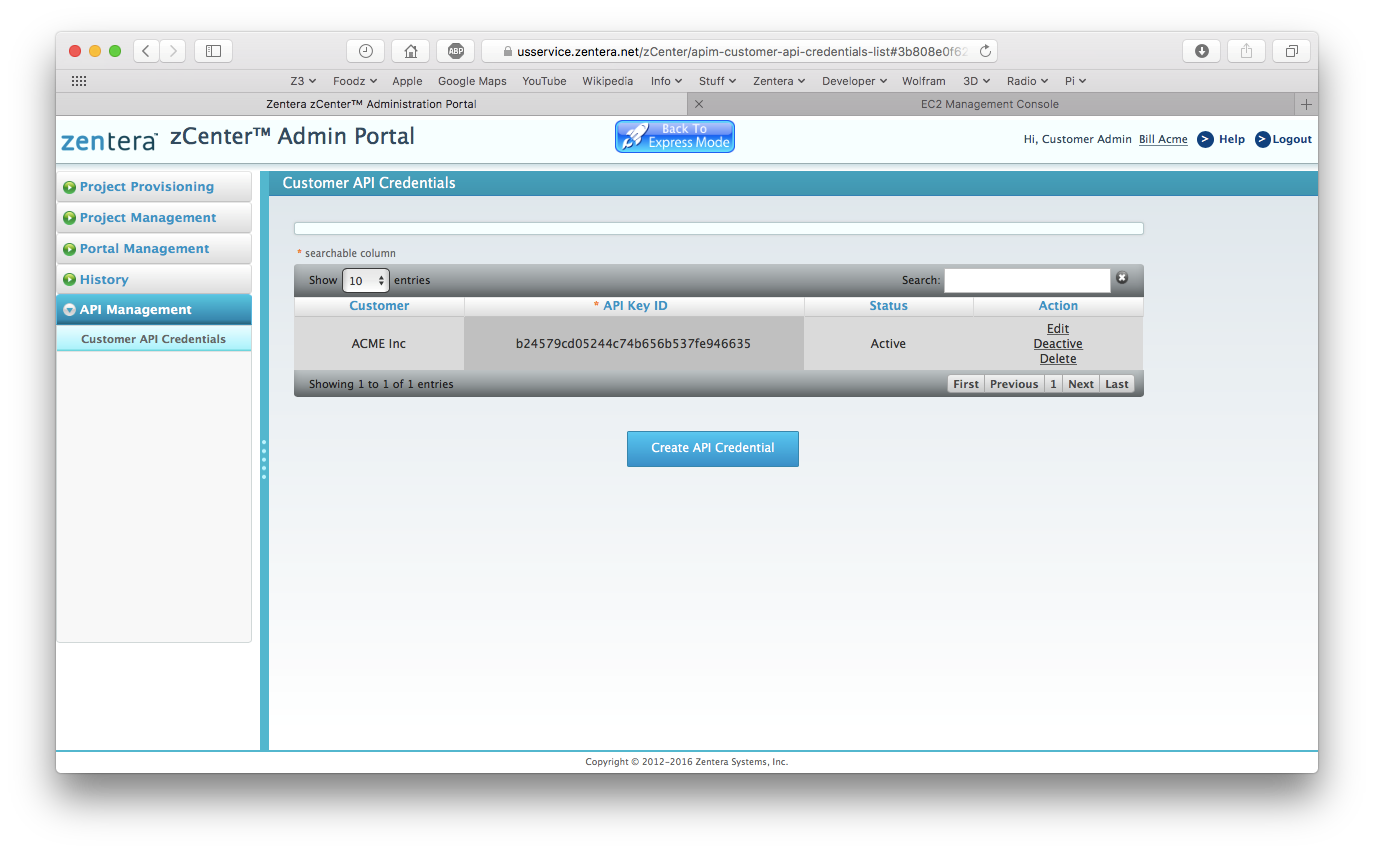 ABP
usservice.zentera.net/zCenter/apim-customer-api-credentials-list#3b808e0f62
Z3 Foodz Apple Google Maps YouTube Wikipedia Info Stuff Zentera Developer Wolfram 3D Radio Pi
Zentera zCenter™ Administration Portal EC2 Management Console
zentera™ zCenter™ Admin Portal
Back To
Express Mode
Hi, Customer Admin Bill Acme > Help > Logout
Project Provisioning
Project Management
Portal Management
History
API Management
Customer API Credentials
Customer API Credentials
* searchable column
Show 10 entries Search:
Customer * API Key ID Status Action
ACME Inc b24579cd05244c74b656b537fe946635 Active Edit
Deactive
Delete
Showing 1 to 1 of 1 entries First Previous 1 Next Last
Create API Credential
Copyright © 2012-2016 Zentera Systems, Inc.